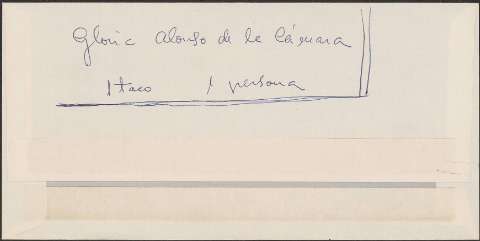 Gloria Alonso de la Cámara
1 taco 1 persona